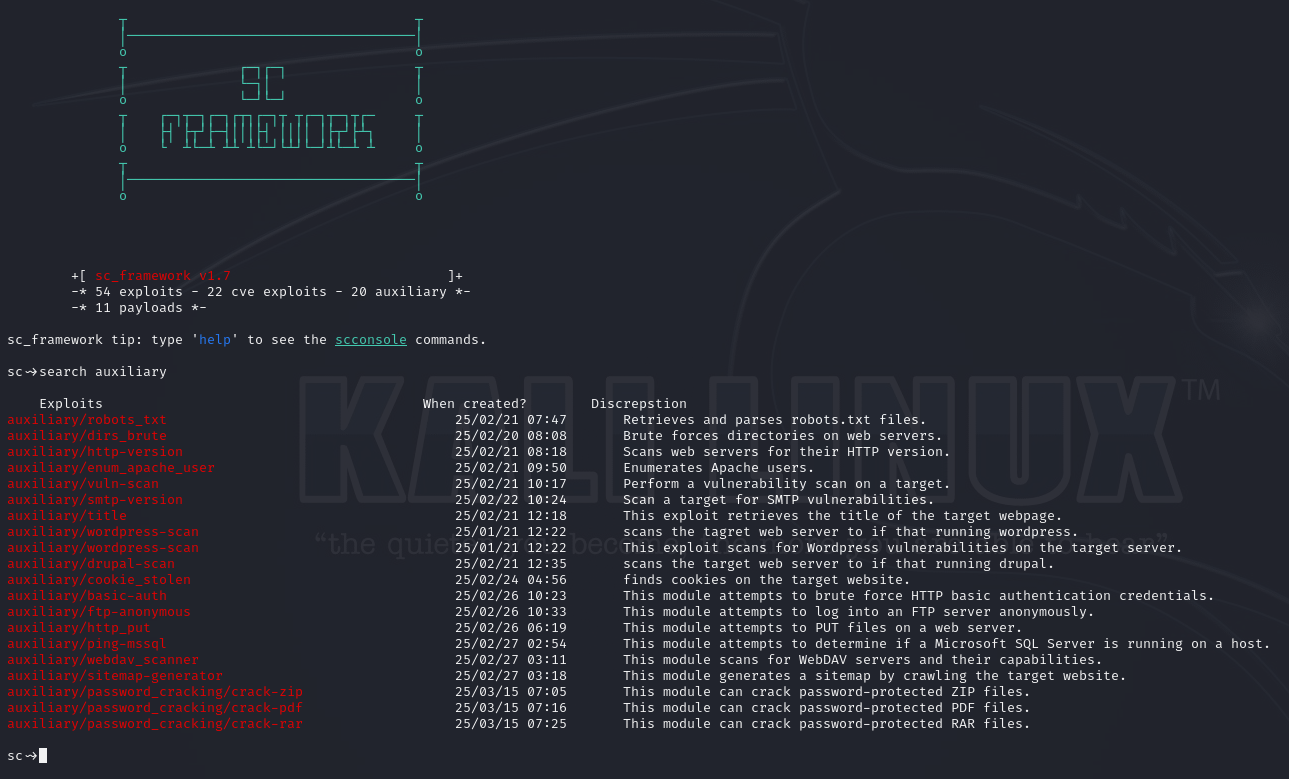 SC
FRAMEWORK
+[ sc_framework v1.7 ]+
-* 54 exploits - 22 cve exploits - 20 auxiliary *-
-* 11 payloads *-
sc_framework tip: type 'help' to see the scconsole commands.
sc~>search auxiliary
Exploits When created? Discrepstion
auxiliary/robots_txt 25/02/21 07:47 Retrieves and parses robots.txt files.
auxiliary/dirs_brute 25/02/20 08:08 Brute forces directories on web servers.
auxiliary/http-version 25/02/21 08:18 Scans web servers for their HTTP version.
auxiliary/enum_apache_user 25/02/21 09:50 Enumerates Apache users.
auxiliary/vuln-scan 25/02/21 10:17 Perform a vulnerability scan on a target.
auxiliary/smtp-version 25/02/22 10:24 Scan a target for SMTP vulnerabilities.
auxiliary/title 25/02/21 12:18 This exploit retrieves the title of the target webpage.
auxiliary/wordpress-scan 25/01/21 12:22 scans the tagret web server to if that running wordpress.
auxiliary/wordpress-scan 25/01/21 12:22 This exploit scans for Wordpress vulnerabilities on the target server.
auxiliary/drupal-scan 25/02/21 12:35 scans the target web server to if that running drupal.
auxiliary/cookie_stolen 25/02/24 04:56 finds cookies on the target website.
auxiliary/basic-auth 25/02/26 10:23 This module attempts to brute force HTTP basic authentication credentials.
auxiliary/ftp-anonymous 25/02/26 10:33 This module attempts to log into an FTP server anonymously.
auxiliary/http_put 25/02/26 06:19 This module attempts to PUT files on a web server.
auxiliary/ping-mssql 25/02/27 02:54 This module attempts to determine if a Microsoft SQL Server is running on a host.
auxiliary/webdav_scanner 25/02/27 03:11 This module scans for WebDAV servers and their capabilities.
auxiliary/sitemap-generator 25/02/27 03:18 This module generates a sitemap by crawling the target website.
auxiliary/password_cracking/crack-zip 25/03/15 07:05 This module can crack password-protected ZIP files.
auxiliary/password_cracking/crack-pdf 25/03/15 07:16 This module can crack password-protected PDF files.
auxiliary/password_cracking/crack-rar 25/03/15 07:25 This module can crack password-protected RAR files.
sc~>
KALI LINUX™
"the quie